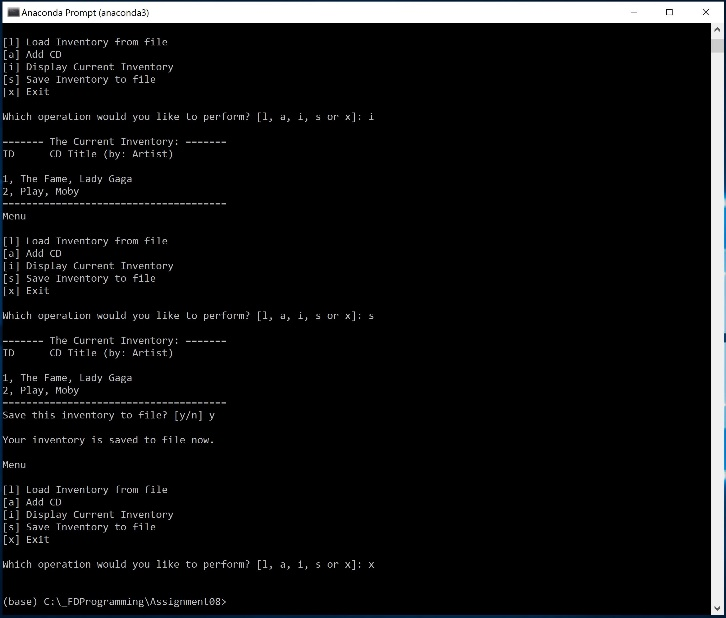 Anaconda Prompt (anaconda3)
[l] Load Inventory from file
[a] Add CD
[i] Display Current Inventory
[s] Save Inventory to file
[x] Exit
Which operation would you like to perform? [l, a, i, s or x]: i
------- The Current Inventory: -------
ID      CD Title (by: Artist)
1, The Fame, Lady Gaga
2, Play, Moby
--------------------------------------
Menu
[l] Load Inventory from file
[a] Add CD
[i] Display Current Inventory
[s] Save Inventory to file
[x] Exit
Which operation would you like to perform? [l, a, i, s or x]: s
------- The Current Inventory: -------
ID      CD Title (by: Artist)
1, The Fame, Lady Gaga
2, Play, Moby
--------------------------------------
Save this inventory to file? [y/n] y
Your inventory is saved to file now.
Menu
[l] Load Inventory from file
[a] Add CD
[i] Display Current Inventory
[s] Save Inventory to file
[x] Exit
Which operation would you like to perform? [l, a, i, s or x]: x
(base) C:\_FDProgramming\Assignment08>